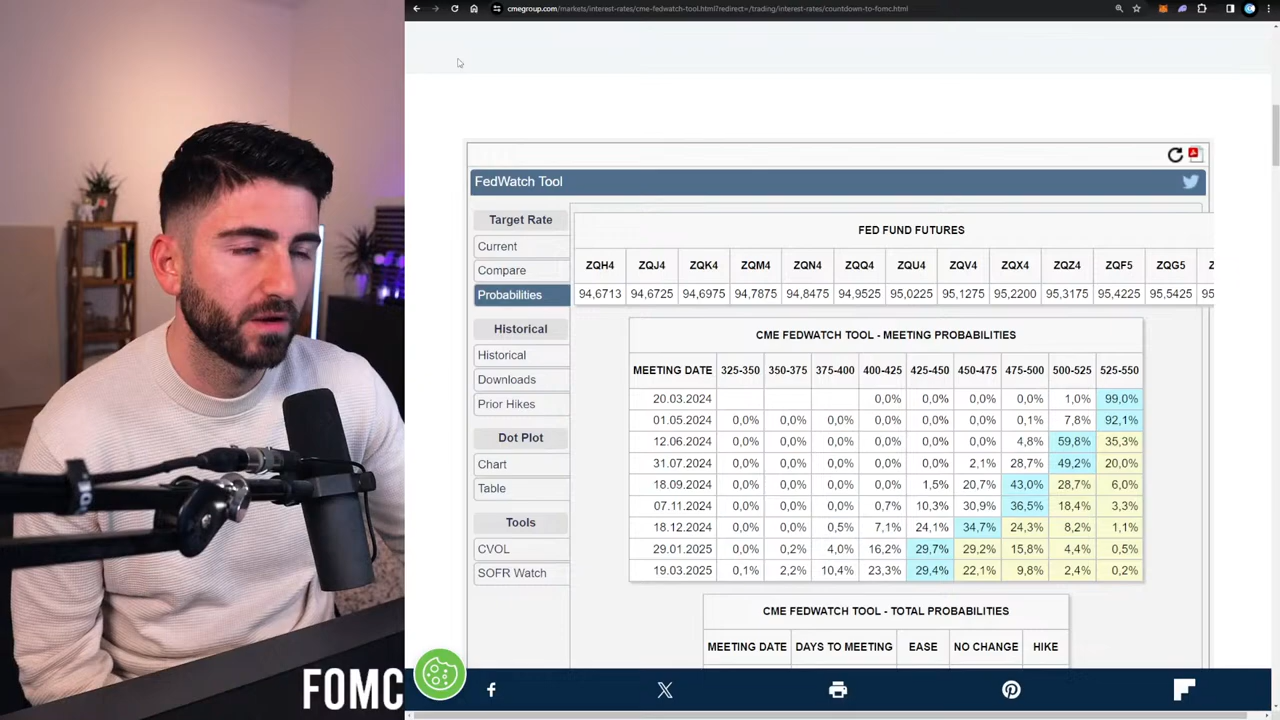 cmegroup.com/markets/interest-rates/cme-fedwatch-tool.html?redirect=/trading/interest-rates/countdown-to-fomc.html
FedWatch Tool
Target Rate
Current
Compare
Probabilities
Historical
Historical
Downloads
Prior Hikes
Dot Plot
Chart
Table
Tools
CVOL
SOFR Watch
FED FUND FUTURES
ZQH4 ZQJ4 ZQK4 ZQM4 ZQN4 ZQQ4 ZQU4 ZQV4 ZQX4 ZQZ4 ZQF5 ZQG5
94,6713 94,6725 94,6975 94,7875 94,8475 94,9525 95,0225 95,1275 95,2200 95,3175 95,4225 95,5425 95
CME FEDWATCH TOOL - MEETING PROBABILITIES
MEETING DATE 325-350 350-375 375-400 400-425 425-450 450-475 475-500 500-525 525-550
20.03.2024 0,0% 0,0% 0,0% 0,0% 1,0% 99,0%
01.05.2024 0,0% 0,0% 0,0% 0,0% 0,0% 0,0% 0,1% 7,8% 92,1%
12.06.2024 0,0% 0,0% 0,0% 0,0% 0,0% 0,0% 4,8% 59,8% 35,3%
31.07.2024 0,0% 0,0% 0,0% 0,0% 0,0% 2,1% 28,7% 49,2% 20,0%
18.09.2024 0,0% 0,0% 0,0% 0,0% 1,5% 20,7% 43,0% 28,7% 6,0%
07.11.2024 0,0% 0,0% 0,0% 0,7% 10,3% 30,9% 36,5% 18,4% 3,3%
18.12.2024 0,0% 0,0% 0,5% 7,1% 24,1% 34,7% 24,3% 8,2% 1,1%
29.01.2025 0,0% 0,2% 4,0% 16,2% 29,7% 29,2% 15,8% 4,4% 0,5%
19.03.2025 0,1% 2,2% 10,4% 23,3% 29,4% 22,1% 9,8% 2,4% 0,2%
CME FEDWATCH TOOL - TOTAL PROBABILITIES
MEETING DATE DAYS TO MEETING EASE NO CHANGE HIKE
FOMC